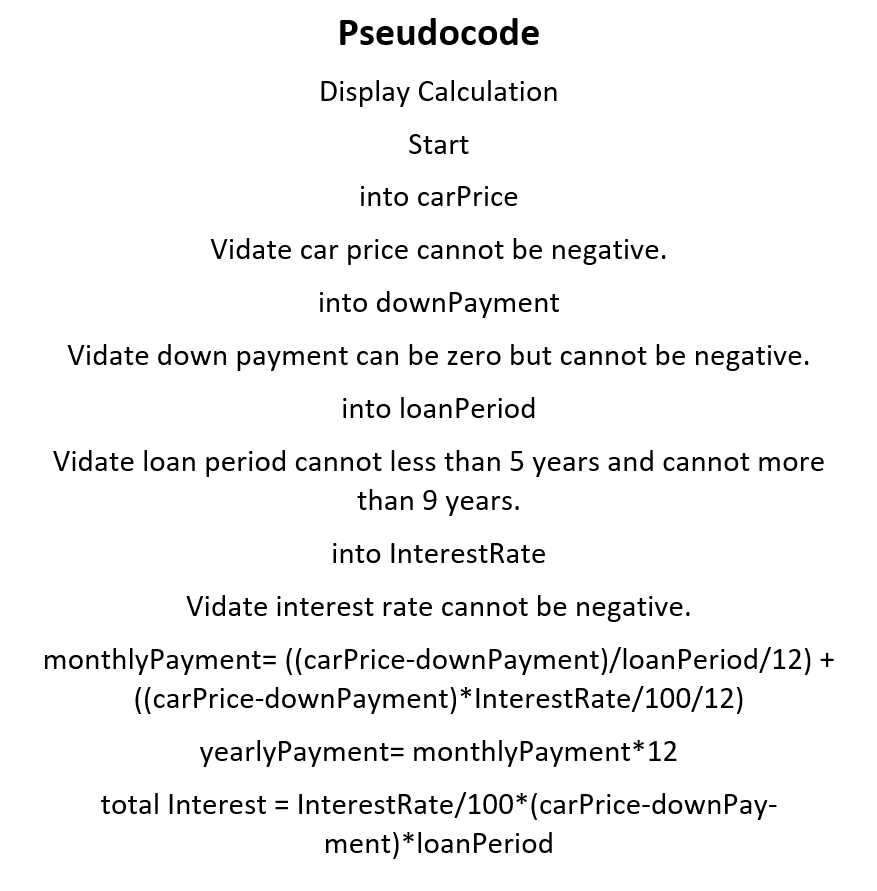 Pseudocode
Display Calculation
Start
into carPrice
Vidate car price cannot be negative.
into downPayment
Vidate down payment can be zero but cannot be negative.
into loanPeriod
Vidate loan period cannot less than 5 years and cannot more
than 9 years.
into InterestRate
Vidate interest rate cannot be negative.
monthlyPayment= ((carPrice-downPayment)/loanPeriod/12) +
((carPrice-downPayment)*InterestRate/100/12)
yearlyPayment= monthlyPayment*12
total Interest = InterestRate/100*(carPrice-downPay-
ment)*loanPeriod